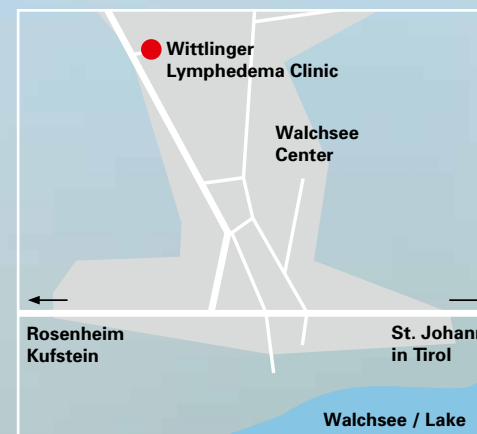 Wittlinger
Lymphedema Clinic
Walchsee
Center
Rosenheim
Kufstein
St. Johann
in Tirol
Walchsee / Lake